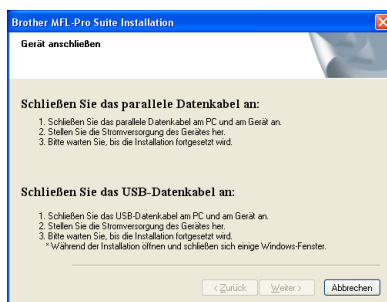 Brother MFL-Pro Suite Installation
Gerät anschließen
Schließen Sie das parallele Datenkabel an:
1. Schließen Sie das parallele Datenkabel am PC und am Gerät an.
2. Stellen Sie die Stromversorgung des Gerätes her.
3. Bitte warten Sie, bis die Installation fortgesetzt wird.
Schließen Sie das USB-Datenkabel an:
1. Schließen Sie das USB-Datenkabel am PC und am Gerät an.
2. Stellen Sie die Stromversorgung des Gerätes her.
3. Bitte warten Sie, bis die Installation fortgesetzt wird.
* Während der Installation öffnen und schließen sich einige Windows-Fenster.
< Zurück Weiter > Abbrechen